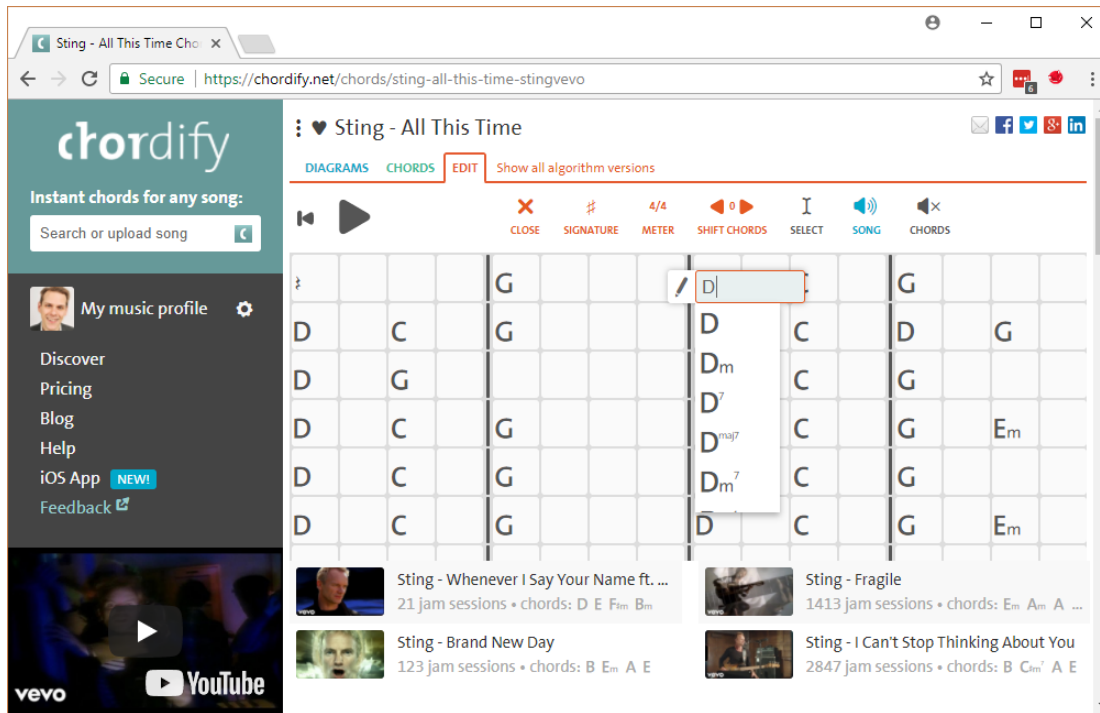 Sting - All This Time Cho
Secure https://chordify.net/chords/sting-all-this-time-stingvevo
6
chordify
Instant chords for any song:
Search or upload song
My music profile
Discover
Pricing
Blog
Help
iOS App NEW!
Feedback
vevo YouTube
Sting - All This Time
DIAGRAMS CHORDS EDIT Show all algorithm versions
4/4 0
CLOSE SIGNATURE METER SHIFT CHORDS SELECT SONG CHORDS
G D G
D C G C D G
D G C G
D C G C G Em
D C G C G
D C G D C G Em
D
Dm
D7
Dmaj7
Dm7
Sting - Whenever I Say Your Name ft. ...
21 jam sessions • chords: D E F♯m Bm
Sting - Fragile
1413 jam sessions • chords: Em Am A ...
vevo
Sting - Brand New Day
123 jam sessions • chords: B Em A E
Sting - I Can't Stop Thinking About You
2847 jam sessions • chords: B C♯m7 A E